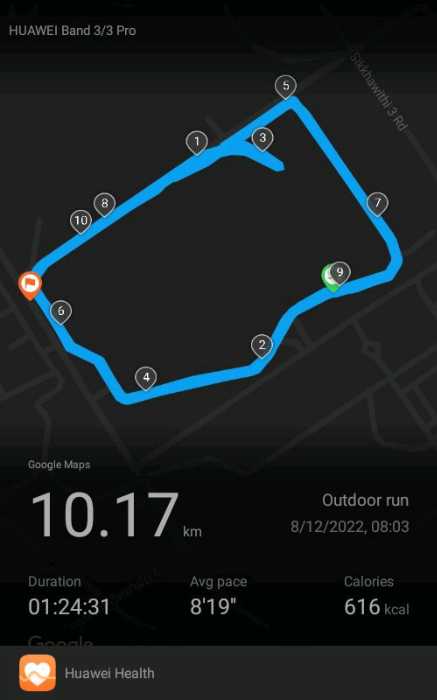 HUAWEI Band 3/3 Pro
Sikkhawithi 3 Rd
5
1
3
8
7
10
9
6
2
4
Google Maps
10.17 km
Outdoor run
8/12/2022, 08:03
Duration
Avg pace
Calories
01:24:31
8'19"
616 kcal
Google
Huawei Health